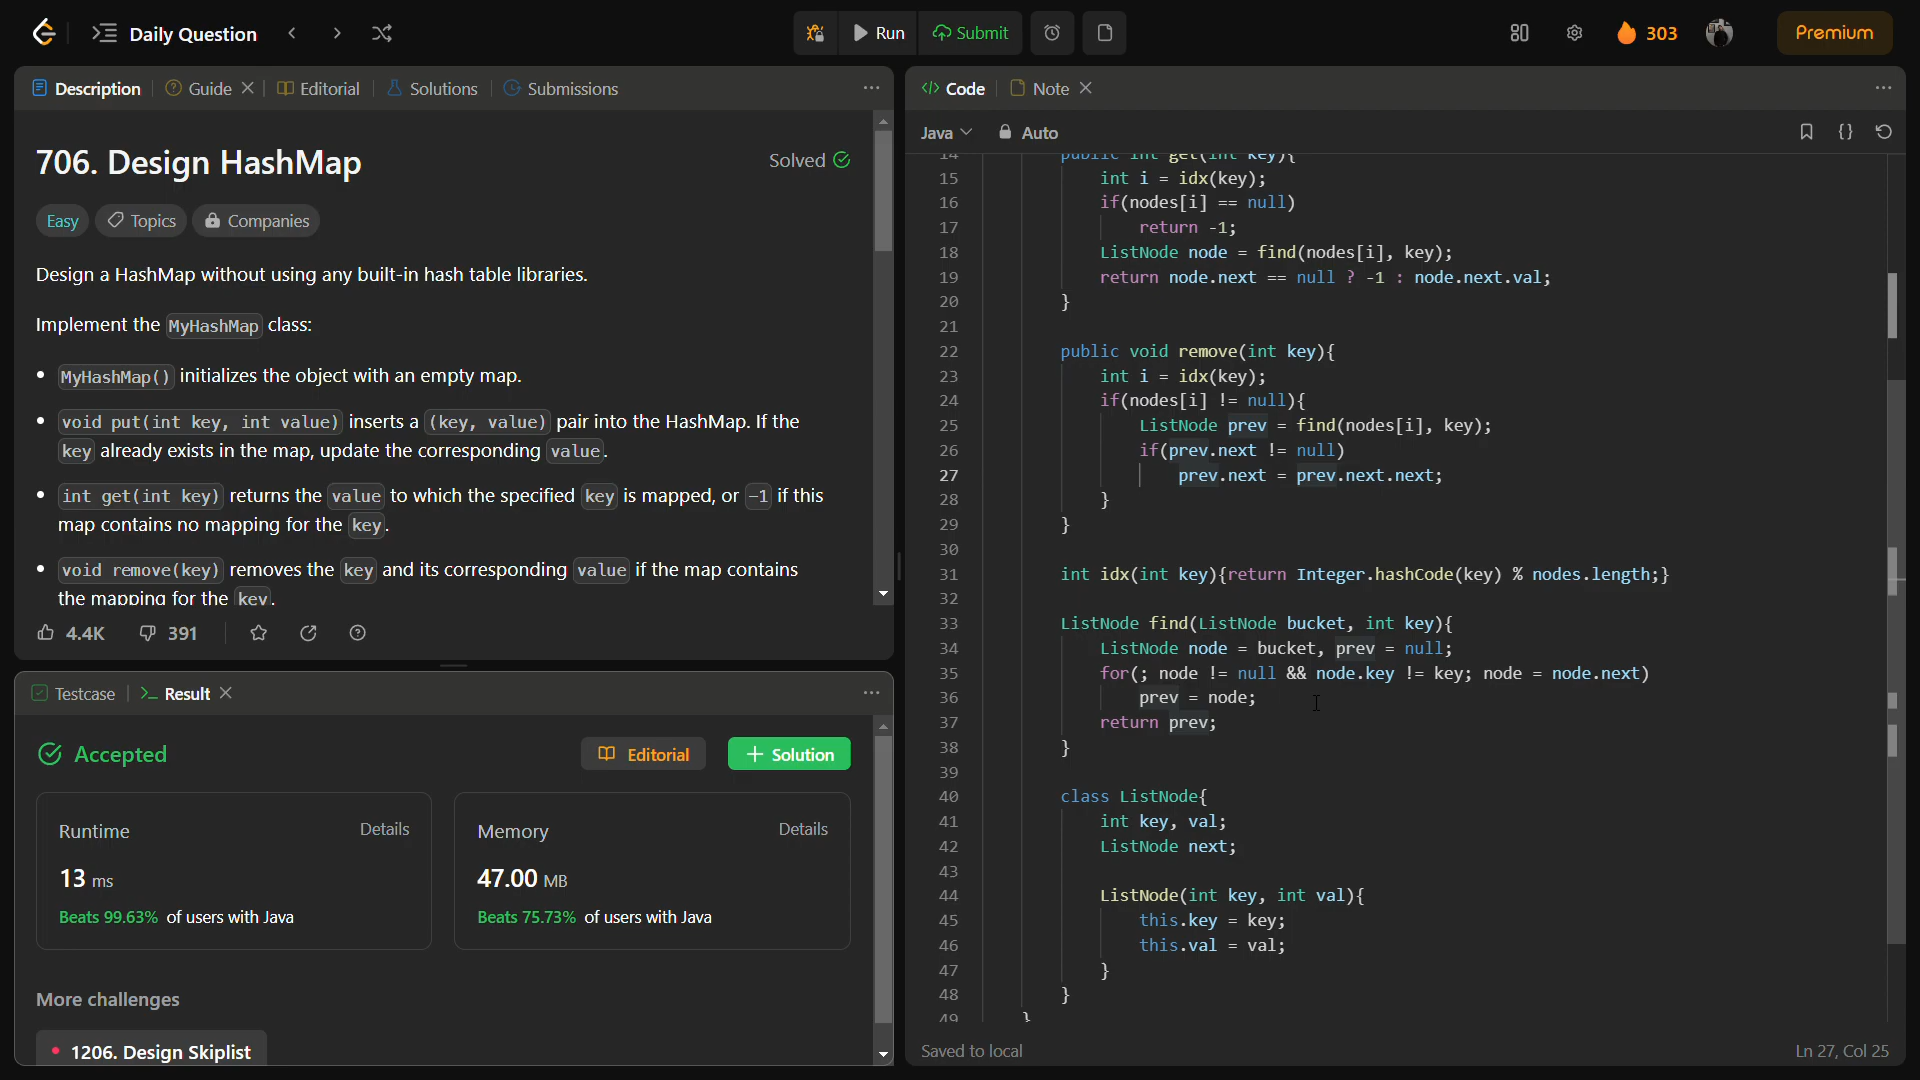 Daily Question
Run
Submit
303
Premium
Description
Guide
Editorial
Solutions
Submissions
706. Design HashMap
Solved
Easy
Topics
Companies
Design a HashMap without using any built-in hash table libraries.
Implement the MyHashMap class:
• MyHashMap() initializes the object with an empty map.
• void put(int key, int value) inserts a (key, value) pair into the HashMap. If the
key already exists in the map, update the corresponding value.
• int get(int key) returns the value to which the specified key is mapped, or -1 if this
map contains no mapping for the key.
• void remove(key) removes the key and its corresponding value if the map contains
the mapping for the key.
4.4K
391
Testcase
Result
Accepted
Editorial
Solution
Runtime
Details
13 ms
Beats 99.63% of users with Java
Memory
Details
47.00 MB
Beats 75.73% of users with Java
More challenges
1206. Design Skiplist
Code
Note
Java
Auto
14 public int get(int key){
15 int i = idx(key);
16 if(nodes[i] == null)
17 return -1;
18 ListNode node = find(nodes[i], key);
19 return node.next == null ? -1 : node.next.val;
20 }
21
22 public void remove(int key){
23 int i = idx(key);
24 if(nodes[i] != null){
25 ListNode prev = find(nodes[i], key);
26 if(prev.next != null)
27 prev.next = prev.next.next;
28 }
29 }
30
31 int idx(int key){return Integer.hashCode(key) % nodes.length;}
32
33 ListNode find(ListNode bucket, int key){
34 ListNode node = bucket, prev = null;
35 for(; node != null && node.key != key; node = node.next)
36 prev = node;
37 return prev;
38 }
39
40 class ListNode{
41 int key, val;
42 ListNode next;
43
44 ListNode(int key, int val){
45 this.key = key;
46 this.val = val;
47 }
48 }
49 }
Saved to local
Ln 27, Col 25